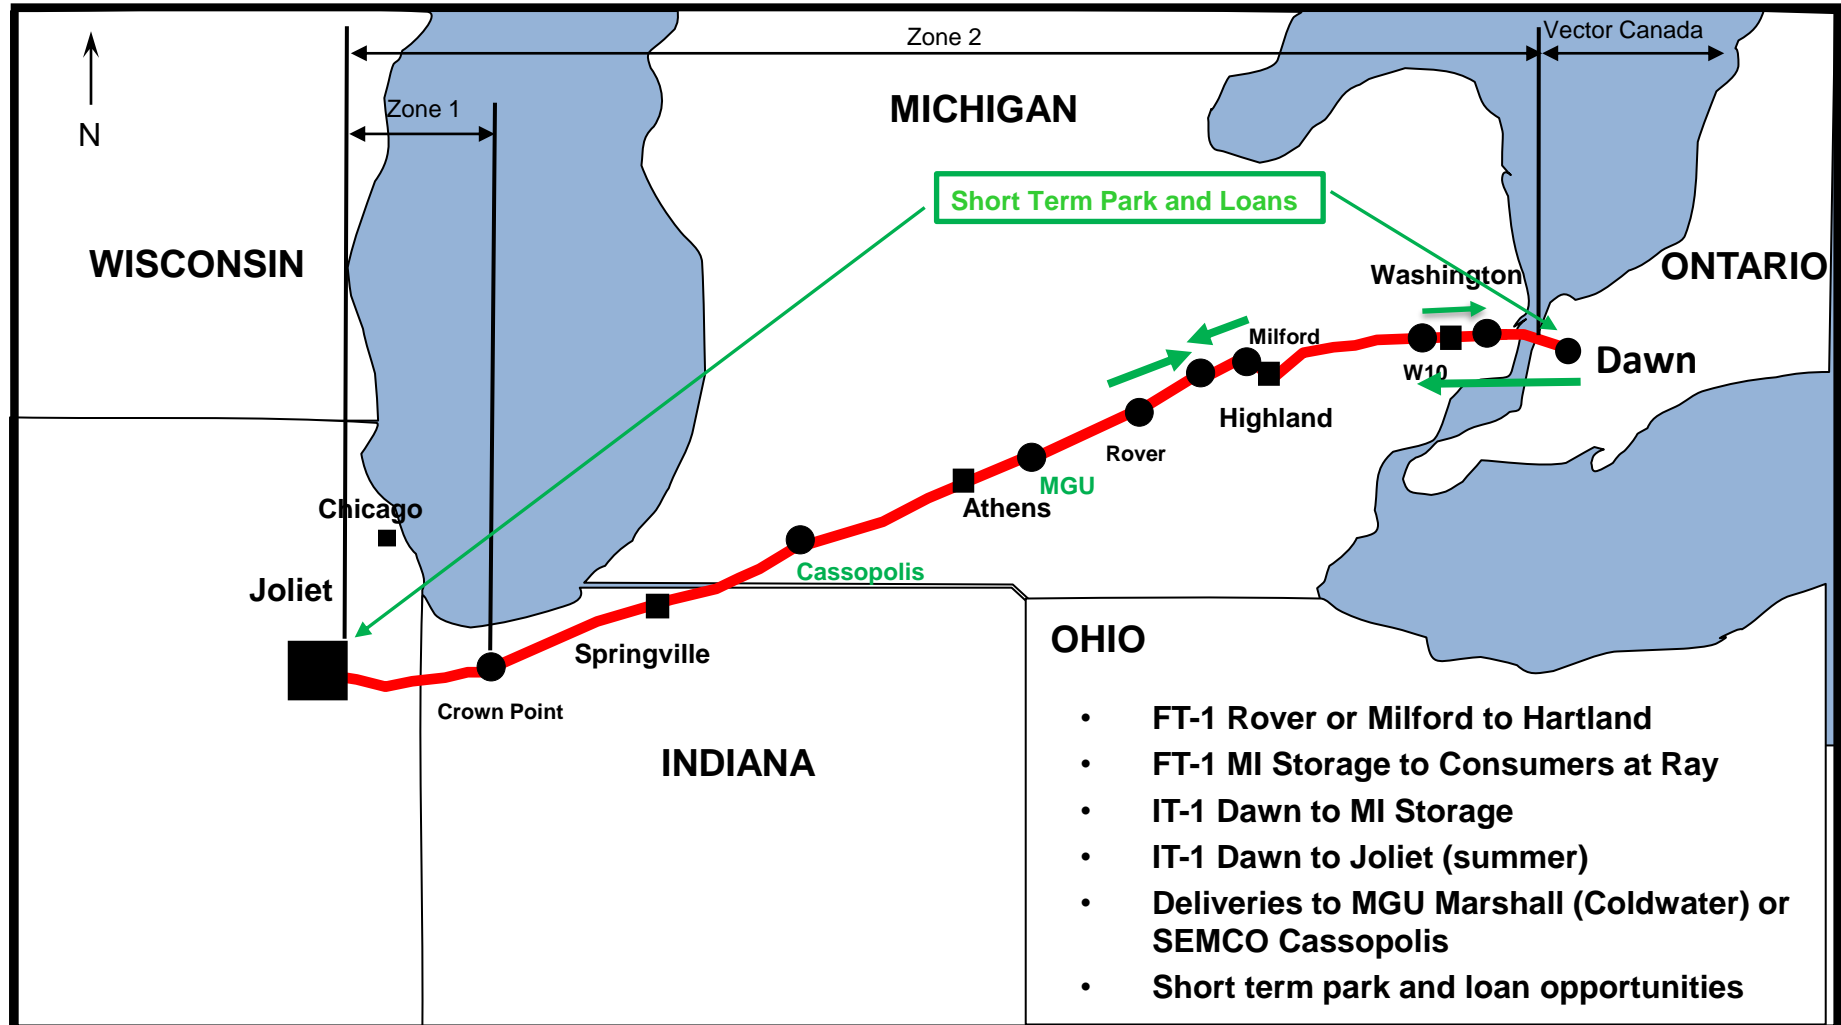 Vector Canada
Zone 2
Zone 1
N
MICHIGAN
Short Term Park and Loans
WISCONSIN
Washington
ONTARIO
Milford
Dawn
W10
Highland
Rover
MGU
Athens
Chicago
Cassopolis
Joliet
Springville
OHIO
Crown Point
INDIANA
• FT-1 Rover or Milford to Hartland
• FT-1 MI Storage to Consumers at Ray
• IT-1 Dawn to MI Storage
• IT-1 Dawn to Joliet (summer)
• Deliveries to MGU Marshall (Coldwater) or
SEMCO Cassopolis
• Short term park and loan opportunities